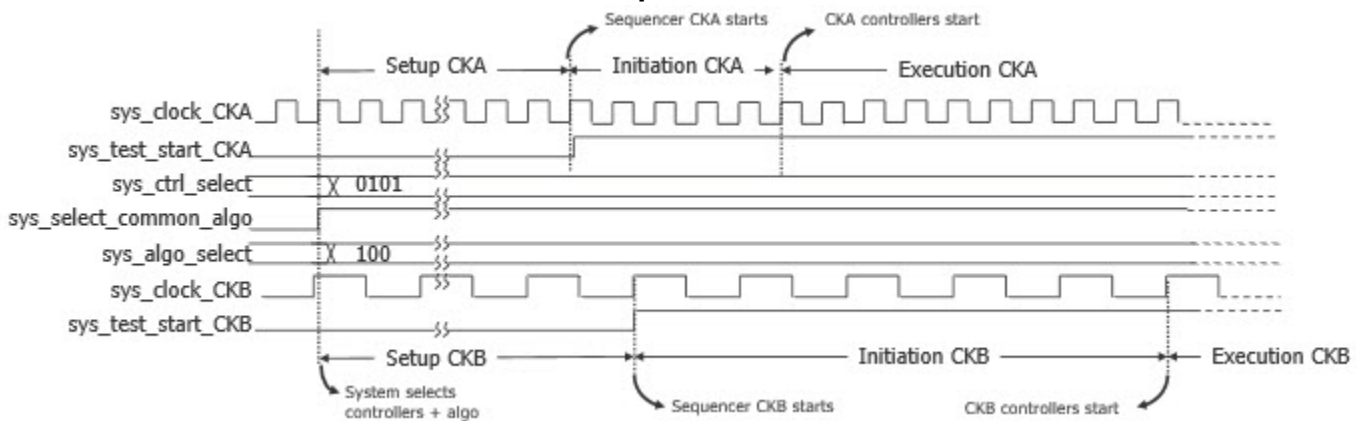 Sequencer CKA starts
CKA controllers start
Setup CKA
Initiation CKA
Execution CKA
sys_clock_CKA
sys_test_start_CKA
sys_ctrl_select
0101
sys_select_common_algo
sys_algo_select
100
sys_clock_CKB
sys_test_start_CKB
Setup CKB
Initiation CKB
Execution CKB
System selects
controllers + algo
Sequencer CKB starts
CKB controllers start